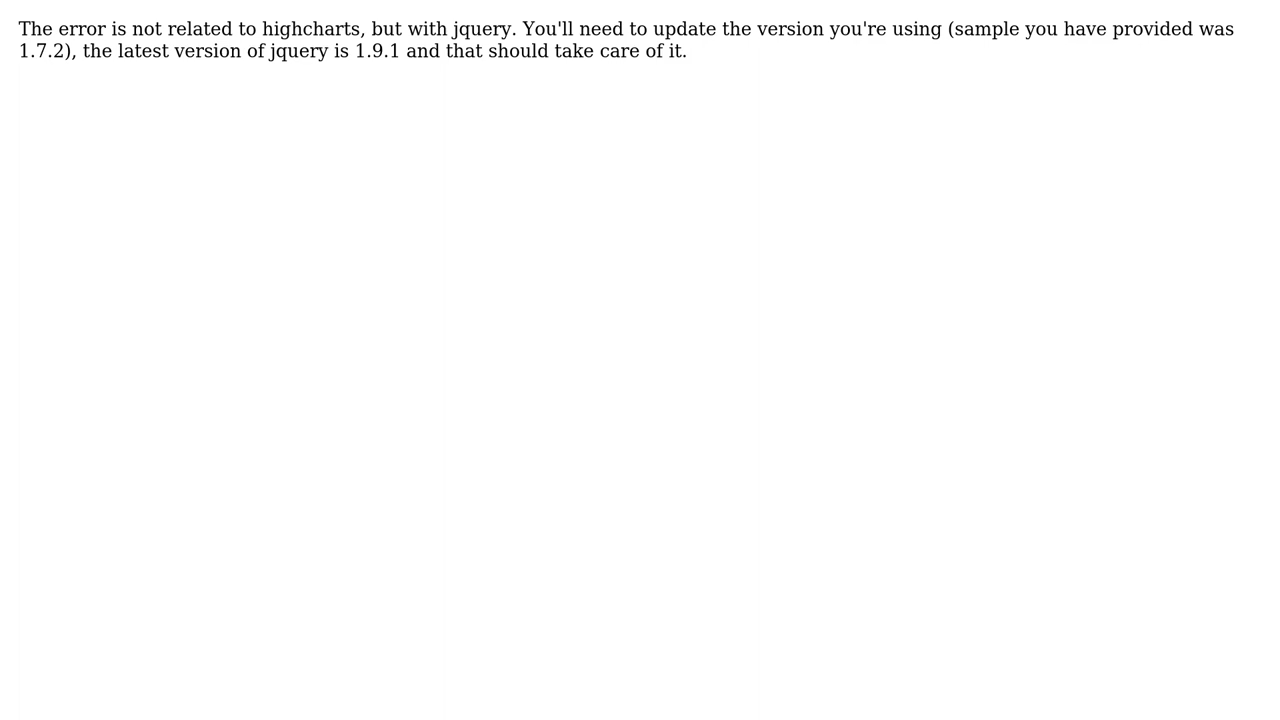 The error is not related to highcharts, but with jquery. You'll need to update the version you're using (sample you have provided was
1.7.2), the latest version of jquery is 1.9.1 and that should take care of it.